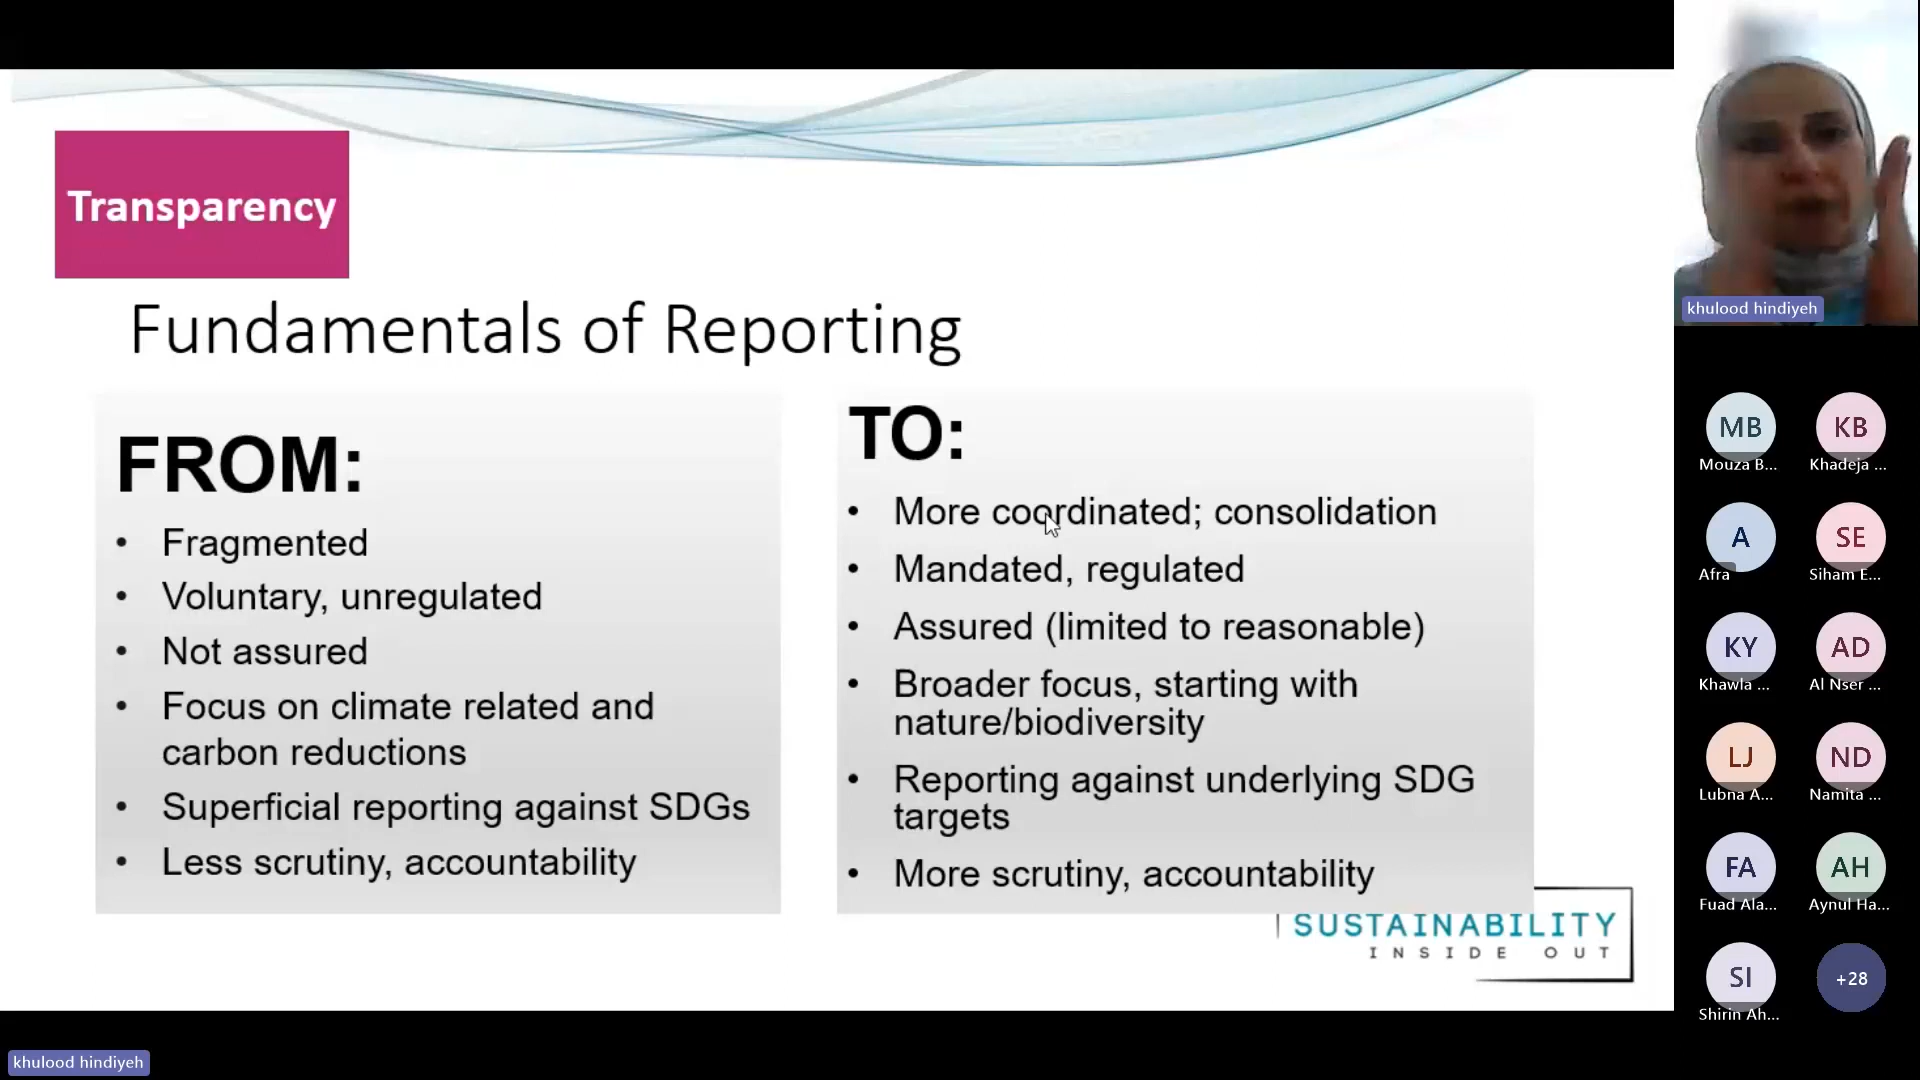 Transparency
Fundamentals of Reporting
FROM:
• Fragmented
• Voluntary, unregulated
• Not assured
• Focus on climate related and
carbon reductions
• Superficial reporting against SDGs
• Less scrutiny, accountability
TO:
• More coordinated; consolidation
• Mandated, regulated
• Assured (limited to reasonable)
• Broader focus, starting with
nature/biodiversity
• Reporting against underlying SDG
targets
• More scrutiny, accountability
SUSTAINABILITY
INSIDE OUT
khulood hindiyeh
MB
Mouza B...
KB
Khadeja ...
A
Afra
SE
Siham E...
KY
Khawla ...
AD
Al Nser ...
LJ
Lubna A...
ND
Namita ...
FA
Fuad Ala...
AH
Aynul Ha...
SI
Shirin Ah...
+28
khulood hindiyeh